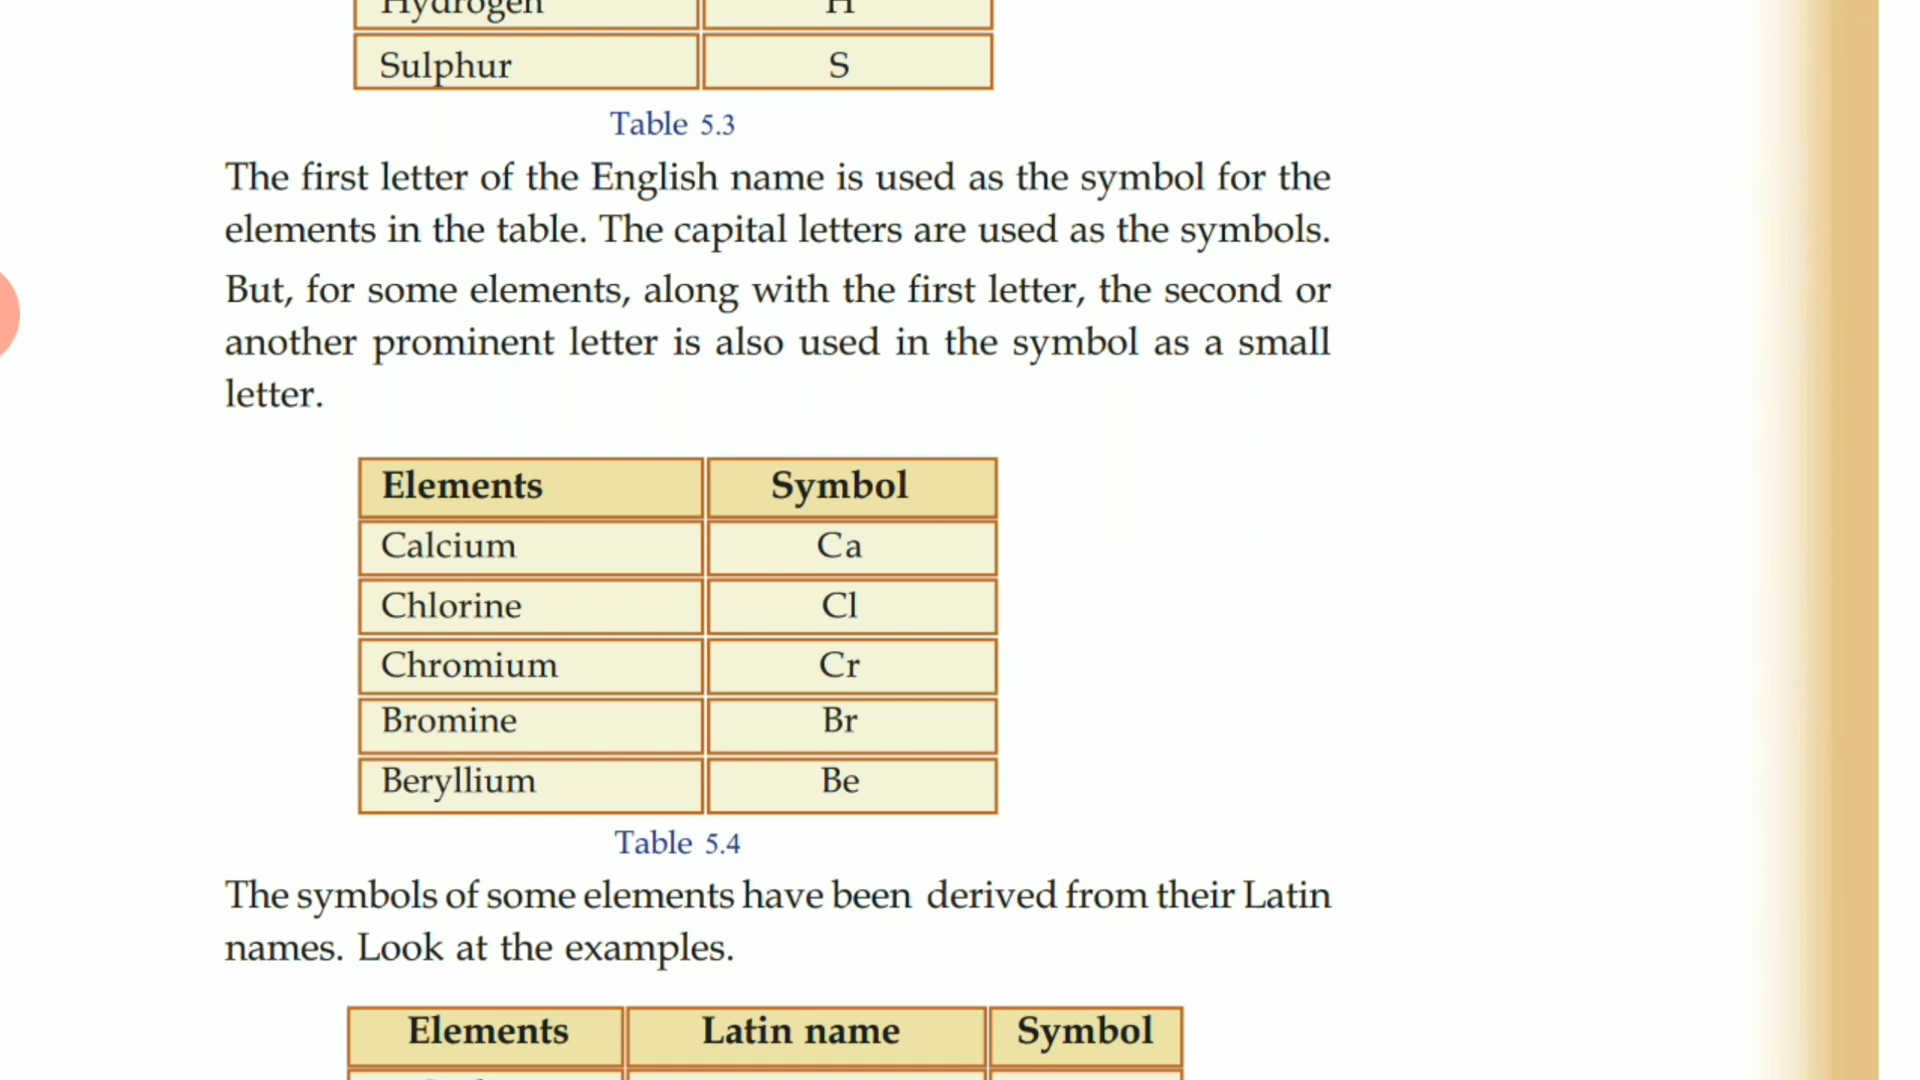 Hydrogen H
Sulphur S
Table 5.3
The first letter of the English name is used as the symbol for the
elements in the table. The capital letters are used as the symbols.
But, for some elements, along with the first letter, the second or
another prominent letter is also used in the symbol as a small
letter.
Elements Symbol
Calcium Ca
Chlorine Cl
Chromium Cr
Bromine Br
Beryllium Be
Table 5.4
The symbols of some elements have been derived from their Latin
names. Look at the examples.
Elements Latin name Symbol